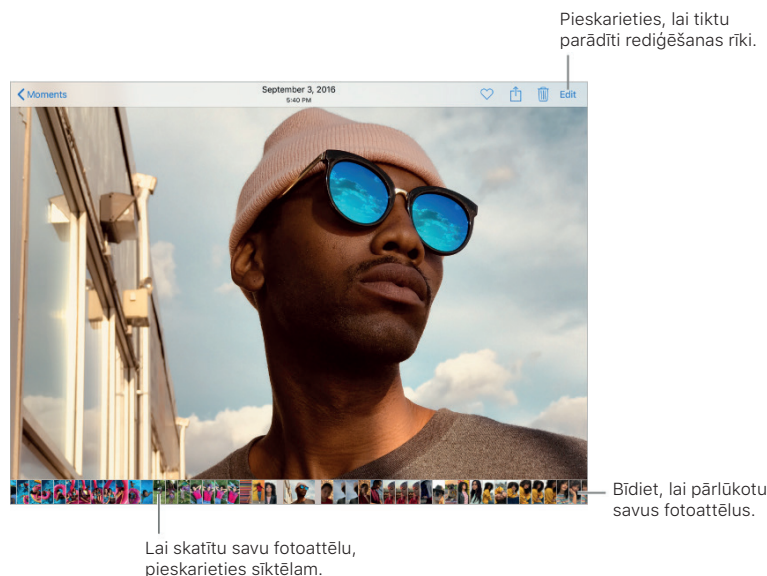 Pieskarieties, lai tiktu
parādīti rediģēšanas rīki.
Moments
September 3, 2016
5:40 PM
Edit
Bīdiet, lai pārlūkotu
savus fotoattēlus.
Lai skatītu savu fotoattēlu,
pieskarieties sīktēlam.